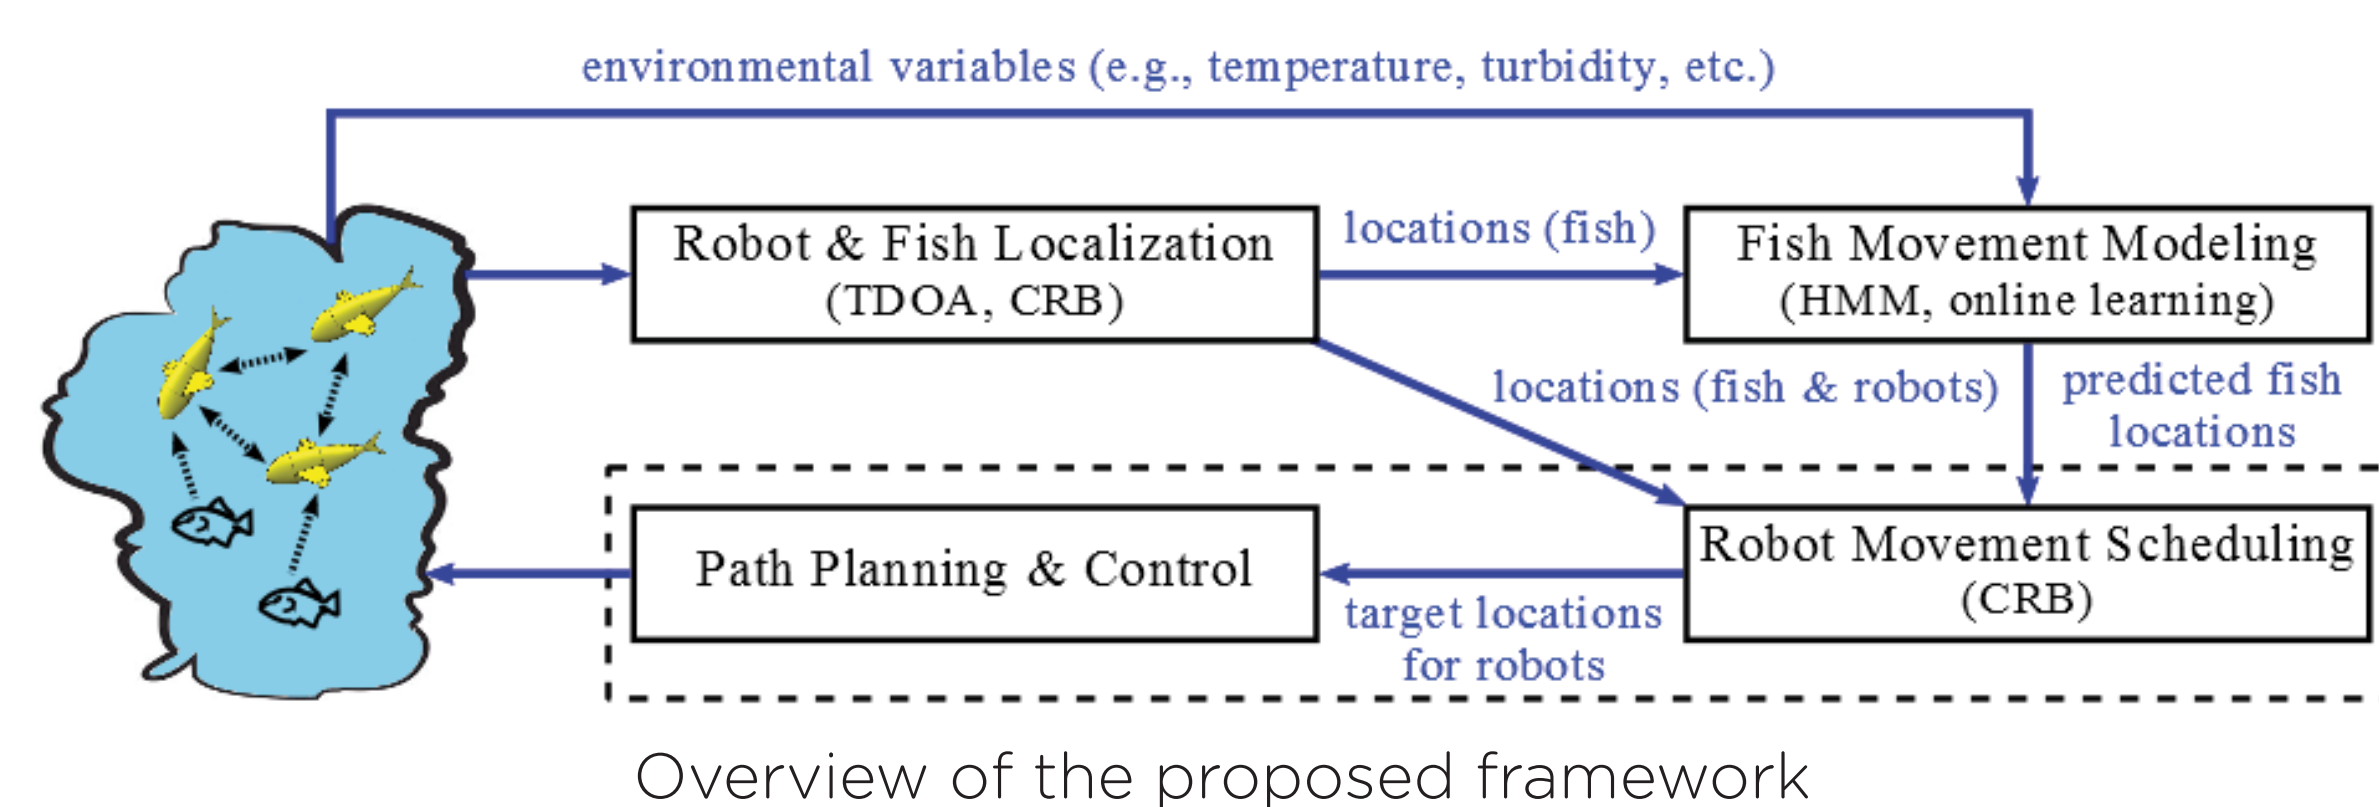 environmental variables (e.g., temperature, turbidity, etc.)
Robot & Fish Localization
(TDOA, CRB)
locations (fish)
Fish Movement Modeling
(HMM, online learning)
locations (fish & robots)
predicted fish
locations
Path Planning & Control
target locations
for robots
Robot Movement Scheduling
(CRB)
Overview of the proposed framework